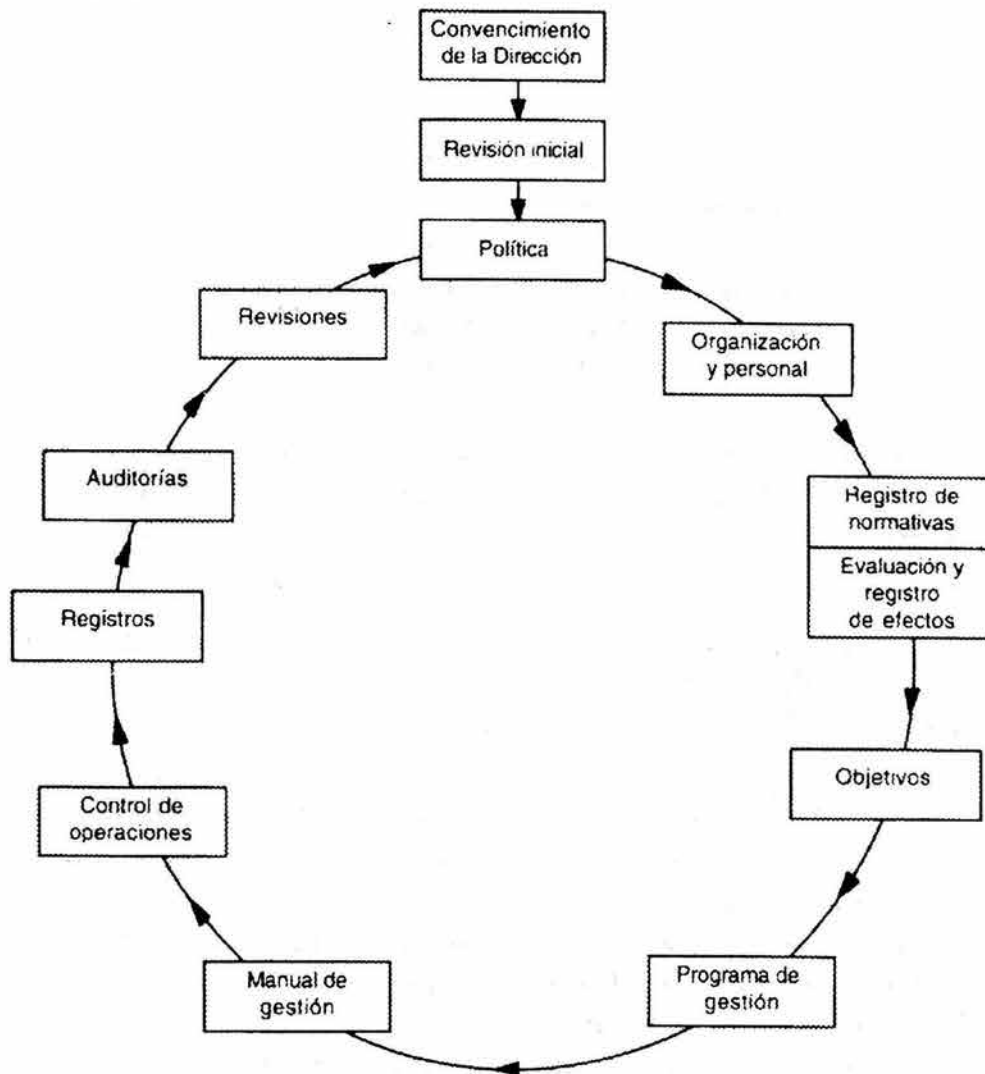 Convencimiento
de la Dirección
Revisión inicial
Política
Organización
y personal
Registro de
normativas
Evaluación y
registro
de efectos
Objetivos
Programa de
gestión
Manual de
gestión
Control de
operaciones
Registros
Auditorías
Revisiones